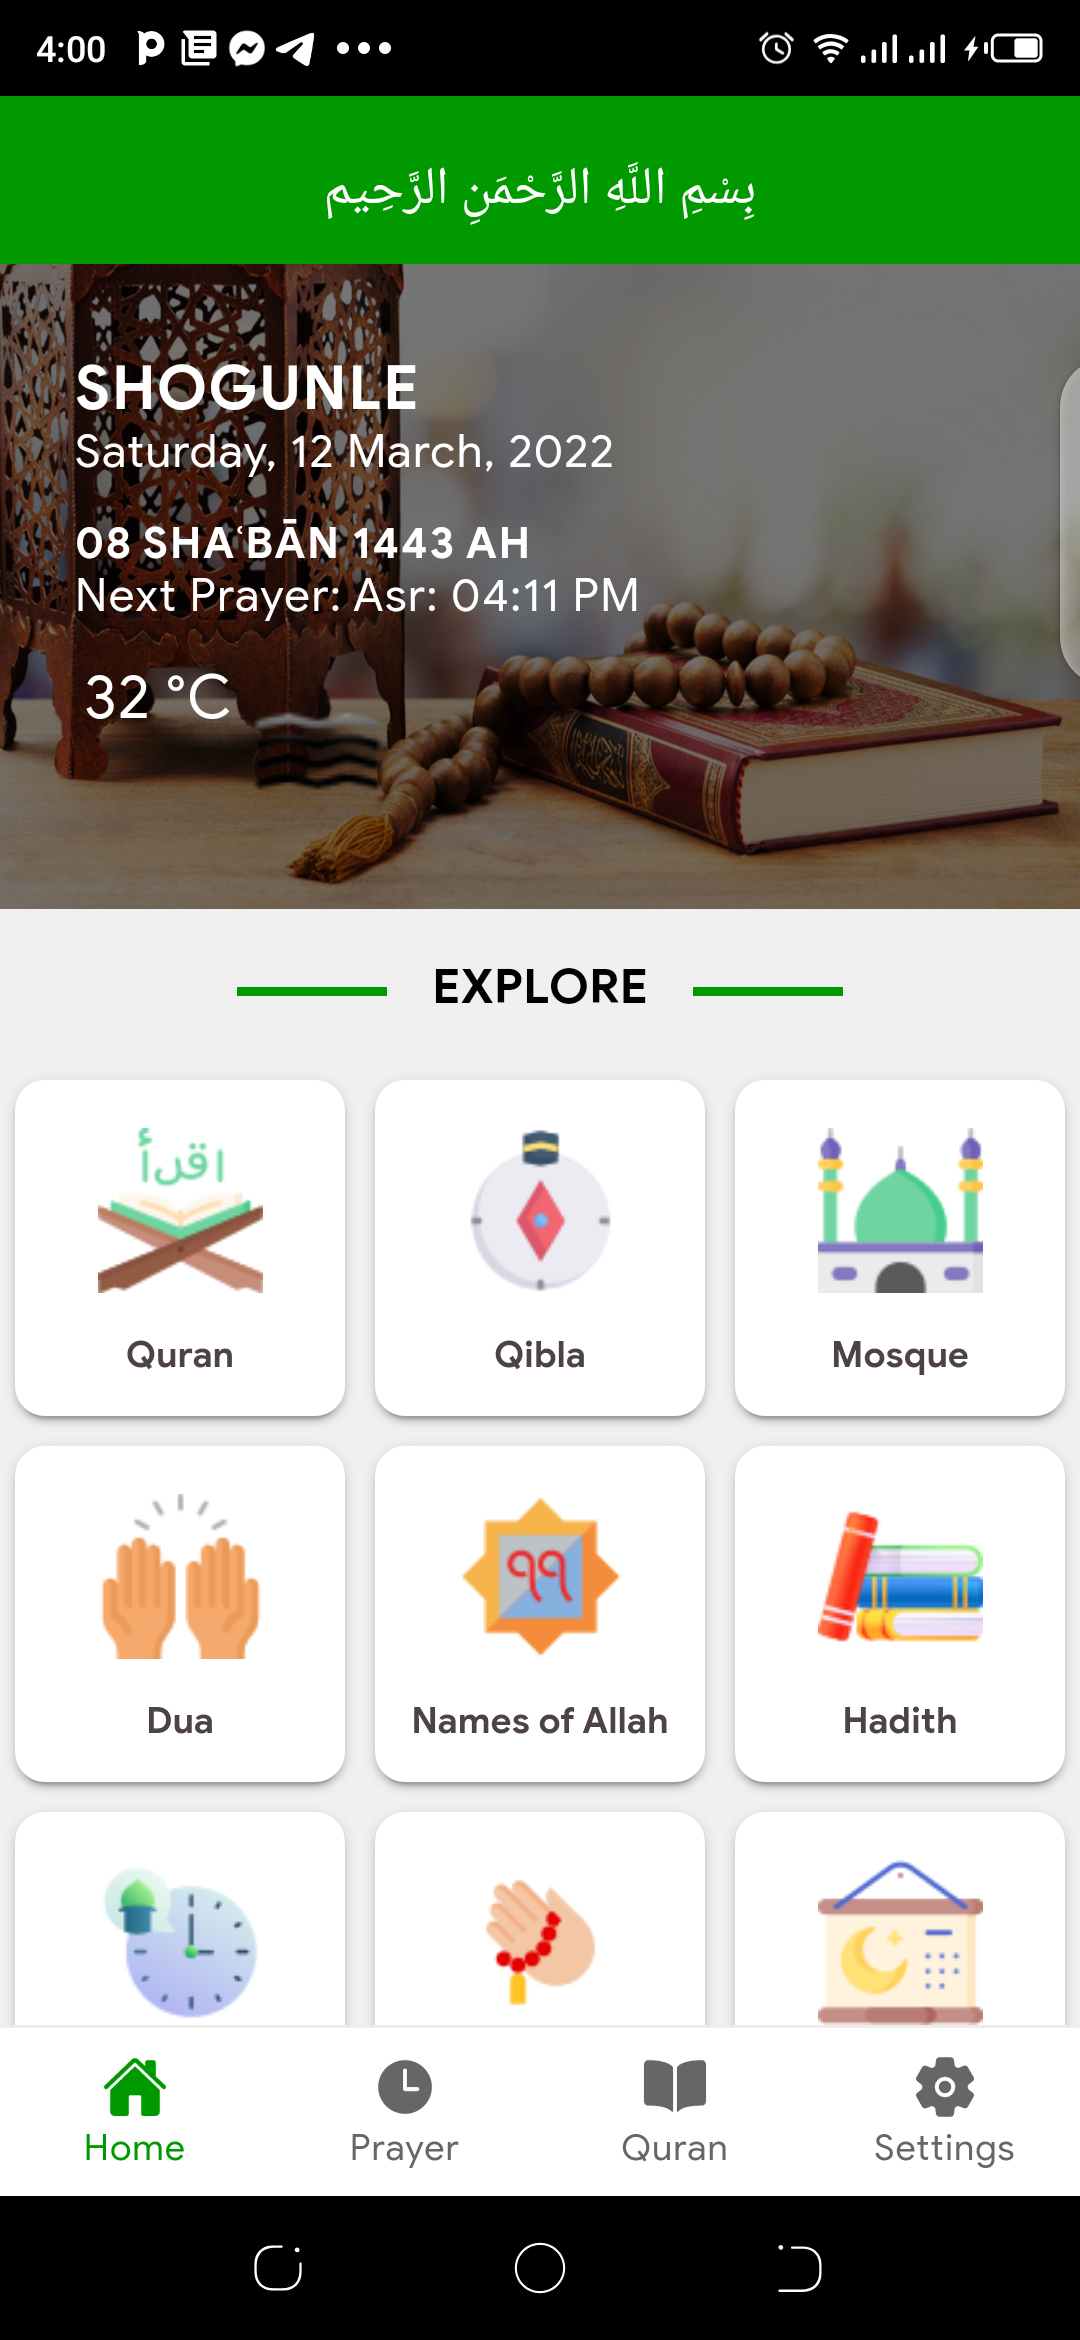 4:00
بِسْمِ اللَّهِ الرَّحْمَنِ الرَّحِيم
SHOGUNLE
Saturday, 12 March, 2022
08 SHAʿBĀN 1443 AH
Next Prayer: Asr: 04:11 PM
32 °C
EXPLORE
اقرأ
Quran
Qibla
Mosque
٩٩
Dua
Names of Allah
Hadith
Home
Prayer
Quran
Settings